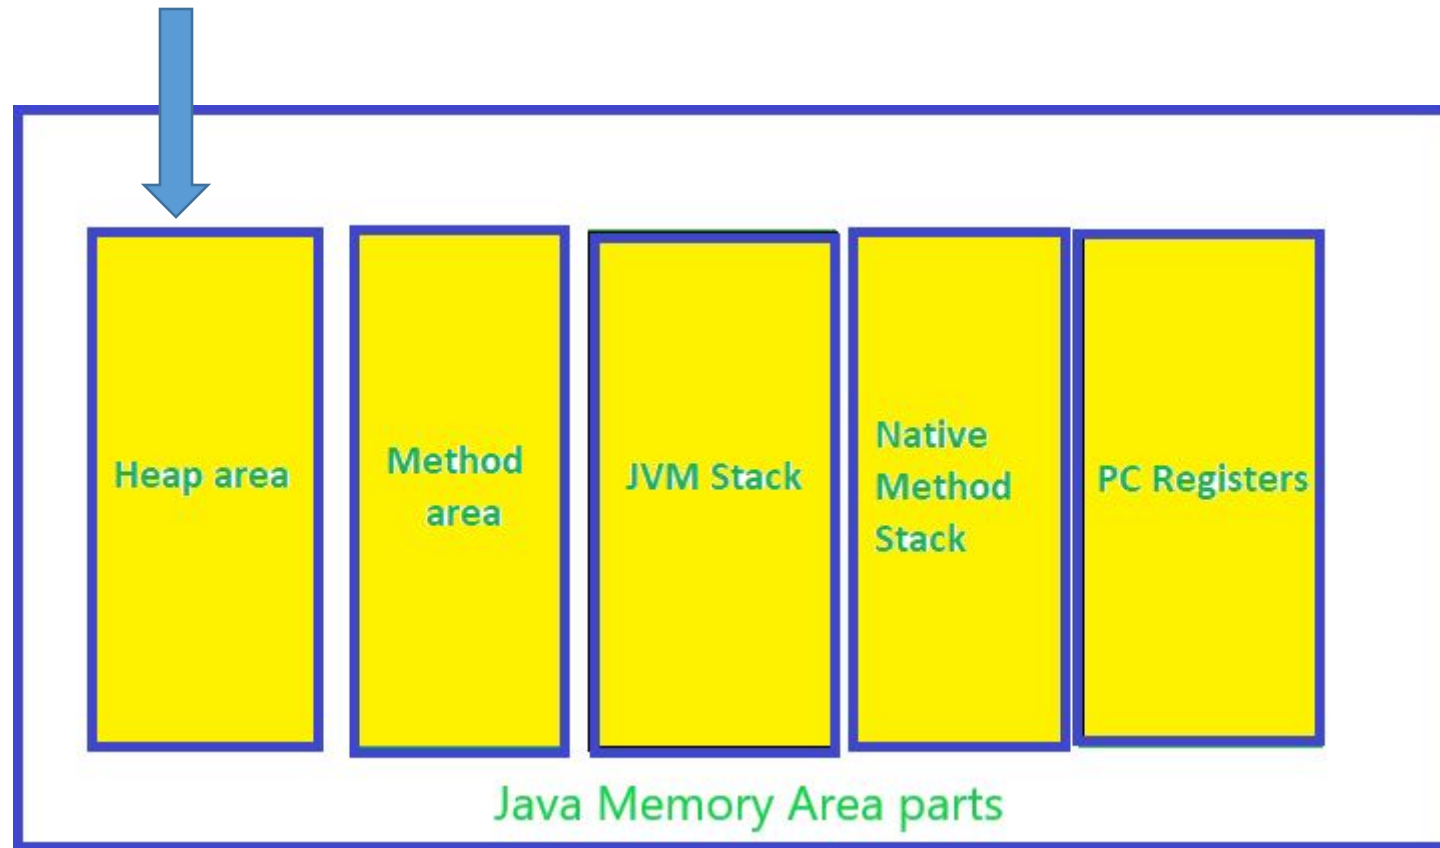 Heap area
Method
area
JVM Stack
Native
Method
Stack
PC Registers
Java Memory Area parts